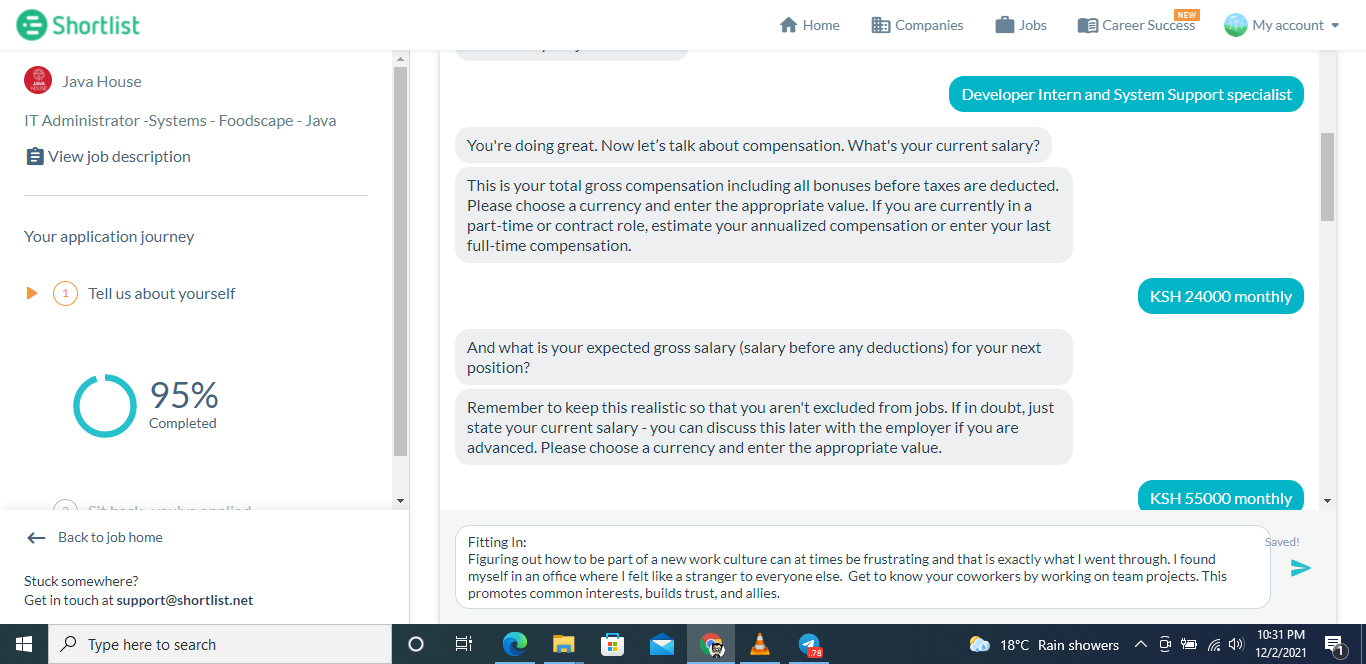 Shortlist
Home
Companies
Jobs
Career Success
NEW
My account
JAVA
HOUSE
Java House
IT Administrator -Systems - Foodscape - Java
View job description
Your application journey
1
Tell us about yourself
95%
Completed
Back to job home
Stuck somewhere?
Get in touch at support@shortlist.net
Developer Intern and System Support specialist
You're doing great. Now let's talk about compensation. What's your current salary?
This is your total gross compensation including all bonuses before taxes are deducted.
Please choose a currency and enter the appropriate value. If you are currently in a
part-time or contract role, estimate your annualized compensation or enter your last
full-time compensation.
KSH 24000 monthly
And what is your expected gross salary (salary before any deductions) for your next
position?
Remember to keep this realistic so that you aren't excluded from jobs. If in doubt, just
state your current salary - you can discuss this later with the employer if you are
advanced. Please choose a currency and enter the appropriate value.
KSH 55000 monthly
Fitting In:
Figuring out how to be part of a new work culture can at times be frustrating and that is exactly what I went through. I found
myself in an office where I felt like a stranger to everyone else.  Get to know your coworkers by working on team projects. This
promotes common interests, builds trust, and allies.
Saved!
Type here to search
.78
18°C Rain showers
10:31 PM
12/2/2021
1